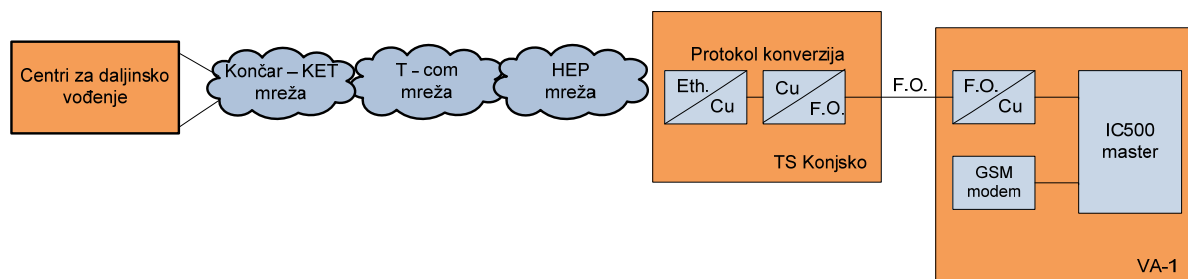 Centri za daljinsko
vođenje
Končar – KET
mreža
T - com
mreža
HEP
mreža
Protokol konverzija
Eth.
Cu
Cu
F.O.
TS Konjsko
F.O.
F.O.
Cu
GSM
modem
IC500
master
VA-1